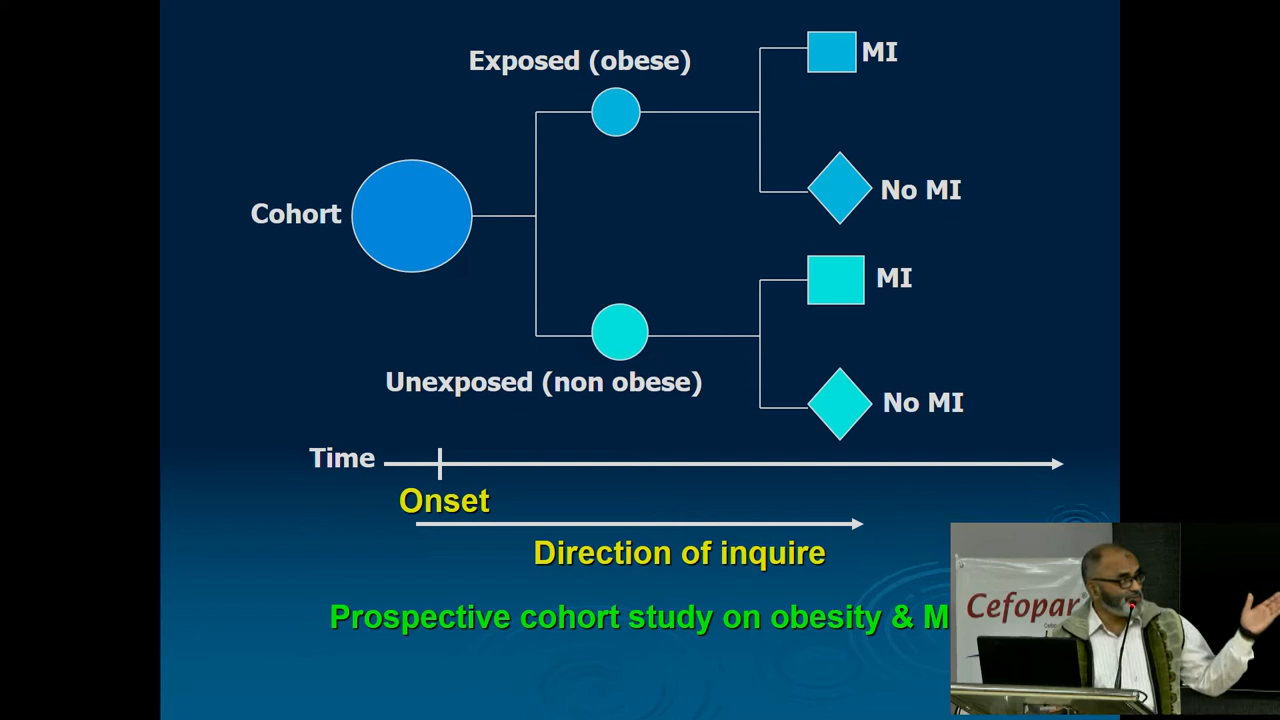 Exposed (obese)
MI
No MI
Cohort
MI
Unexposed (non obese)
No MI
Time
Onset
Direction of inquire
Prospective cohort study on obesity & M
Cefopar